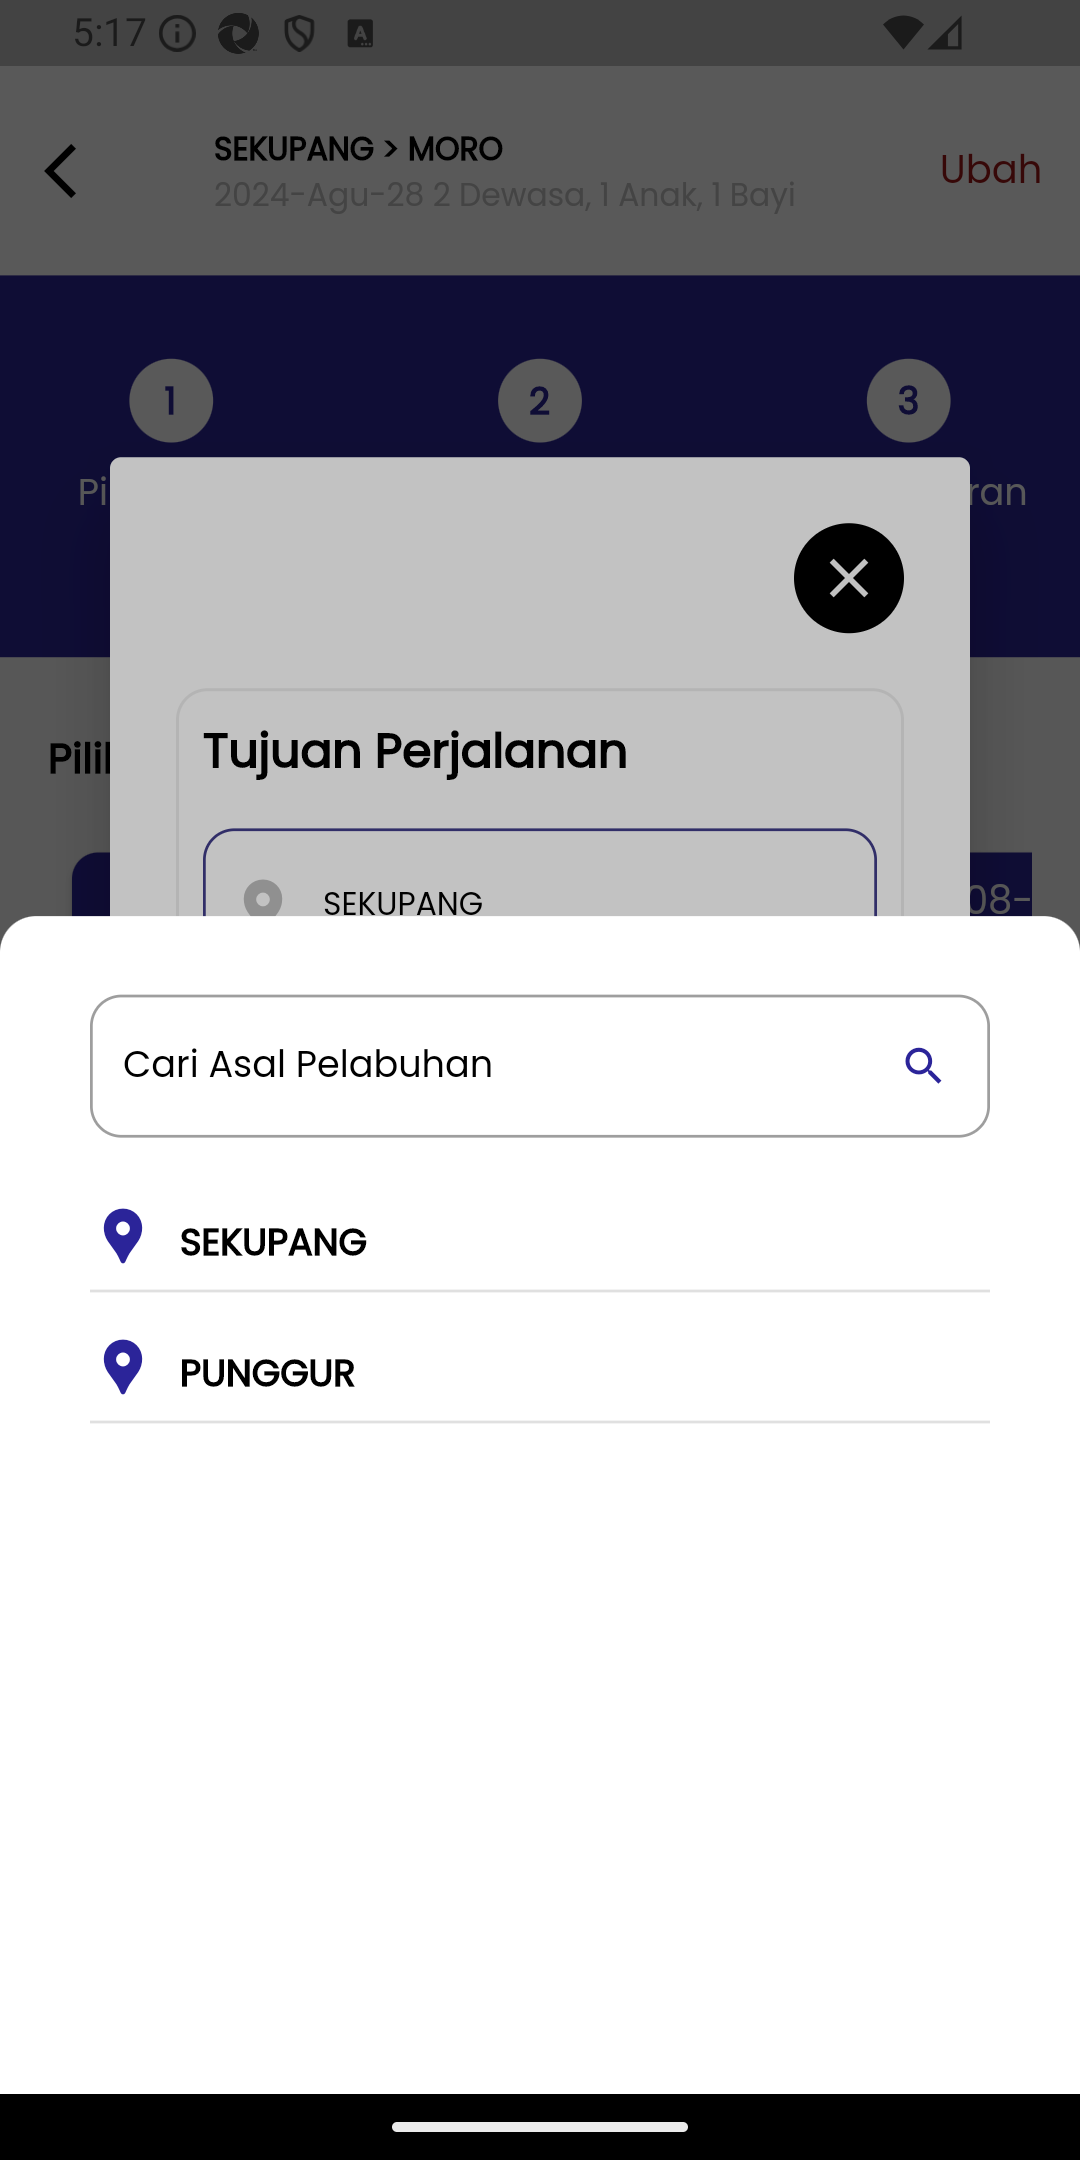 5:17
SEKUPANG > MORO
2024-Agu-28 2 Dewasa, 1 Anak, 1 Bayi
Ubah
1
2
3
Pi
ran
Tujuan Perjalanan
Pili
SEKUPANG
08-
Cari Asal Pelabuhan
SEKUPANG
PUNGGUR